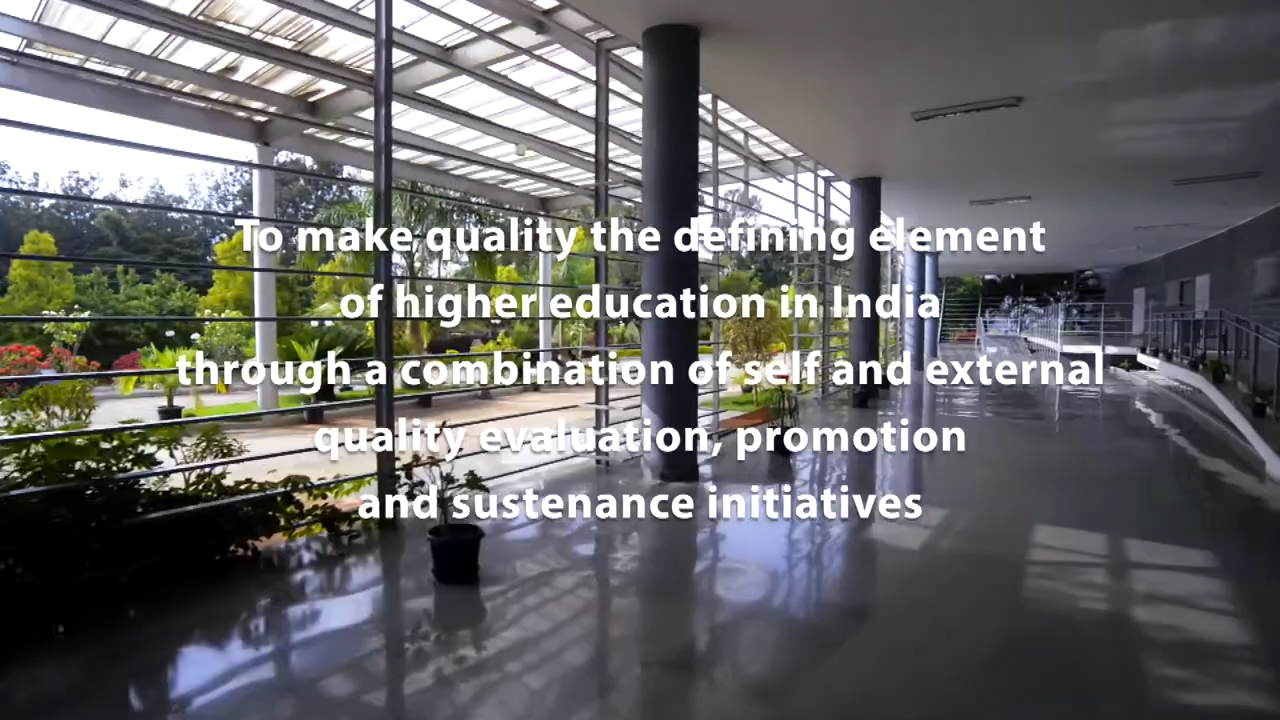 To make quality the defining element
of higher education in India
through a combination of self and external
quality evaluation, promotion
and sustenance initiatives